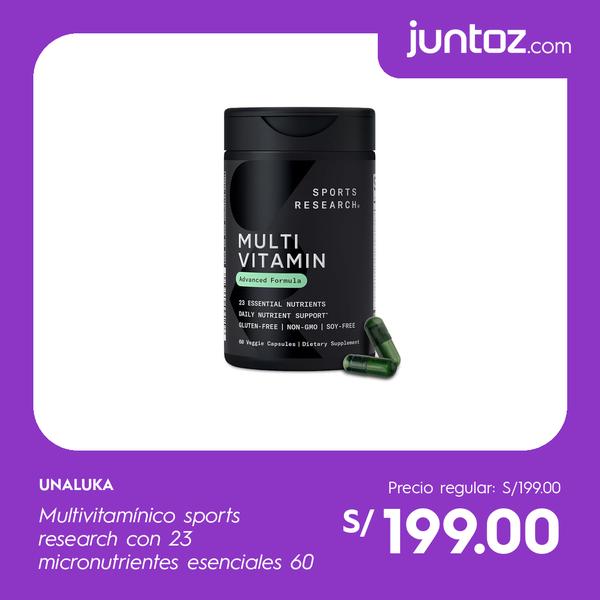 juntoz.com
SPORTS
RESEARCH®
MULTI
VITAMIN
Advanced Formula
23 ESSENTIAL NUTRIENTS
DAILY NUTRIENT SUPPORT*
GLUTEN-FREE | NON-GMO | SOY-FREE
60 Veggie Capsules | Dietary Supplement
UNALUKA
Multivitamínico sports
research con 23
micronutrientes esenciales 60
Precio regular: S/199.00
S/199.00